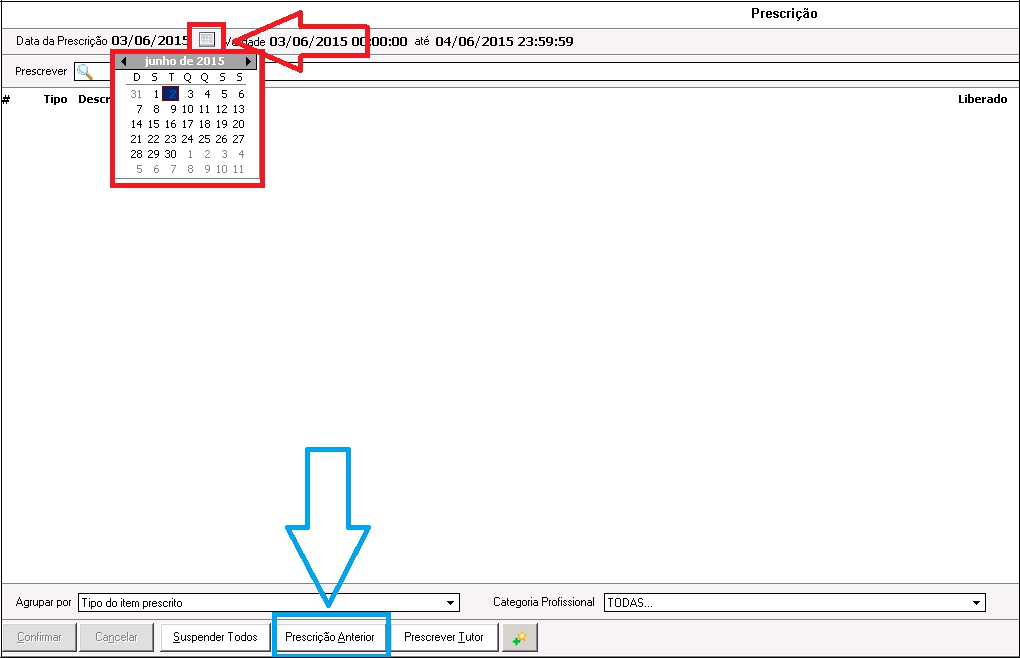 Prescrição
Data da Prescrição 03/06/2015 03/06/2015 00:00:00 até 04/06/2015 23:59:59
Prescrever
junho de 2015
D S T Q Q S S
31 1 2 3 4 5 6
7 8 9 10 11 12 13
14 15 16 17 18 19 20
21 22 23 24 25 26 27
28 29 30 1 2 3 4
5 6 7 8 9 10 11
# Tipo Descr Liberado
Agrupar por Tipo do item prescrito Categoria Profissional TODAS...
Confirmar Cancelar Suspender Todos Prescrição Anterior Prescrever Tutor